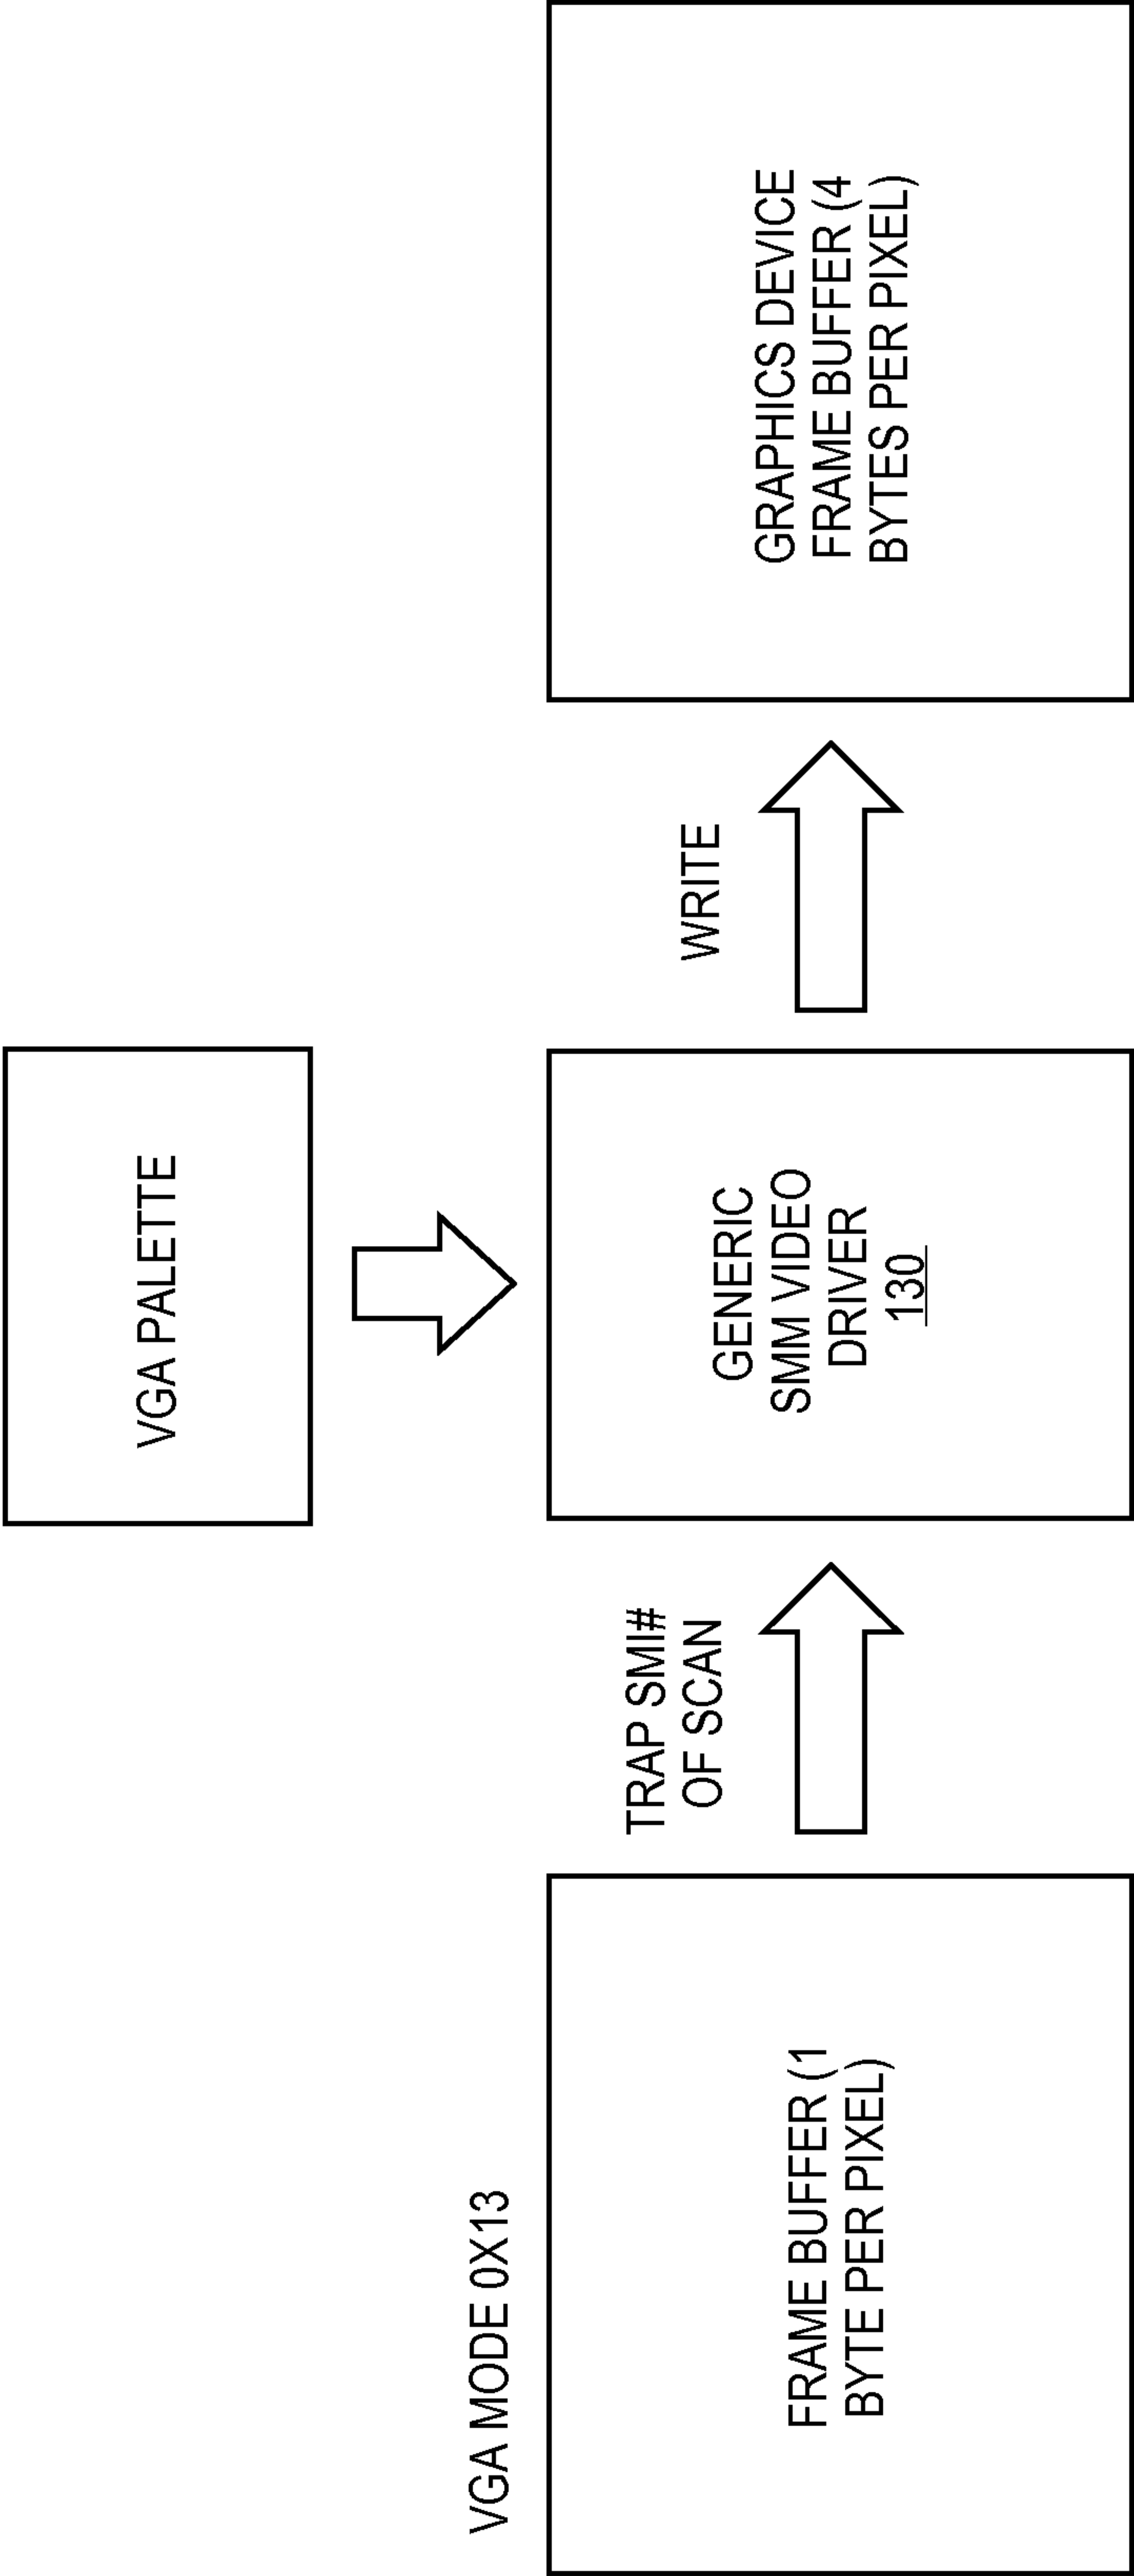 VGA PALETTE
VGA MODE 0X13
FRAME BUFFER (1
BYTE PER PIXEL)
TRAP SMI#
OF SCAN
GENERIC
SMM VIDEO
DRIVER
130
WRITE
GRAPHICS DEVICE
FRAME BUFFER (4
BYTES PER PIXEL)